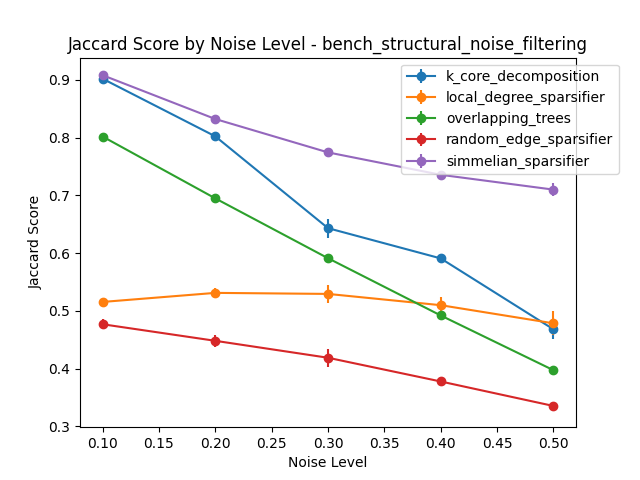 Jaccard Score by Noise Level - bench_structural_noise_filtering
k_core_decomposition
local_degree_sparsifier
overlapping_trees
random_edge_sparsifier
simmelian_sparsifier
Jaccard Score
0.9
0.8
0.7
0.6
0.5
0.4
0.3
0.10 0.15 0.20 0.25 0.30 0.35 0.40 0.45 0.50
Noise Level